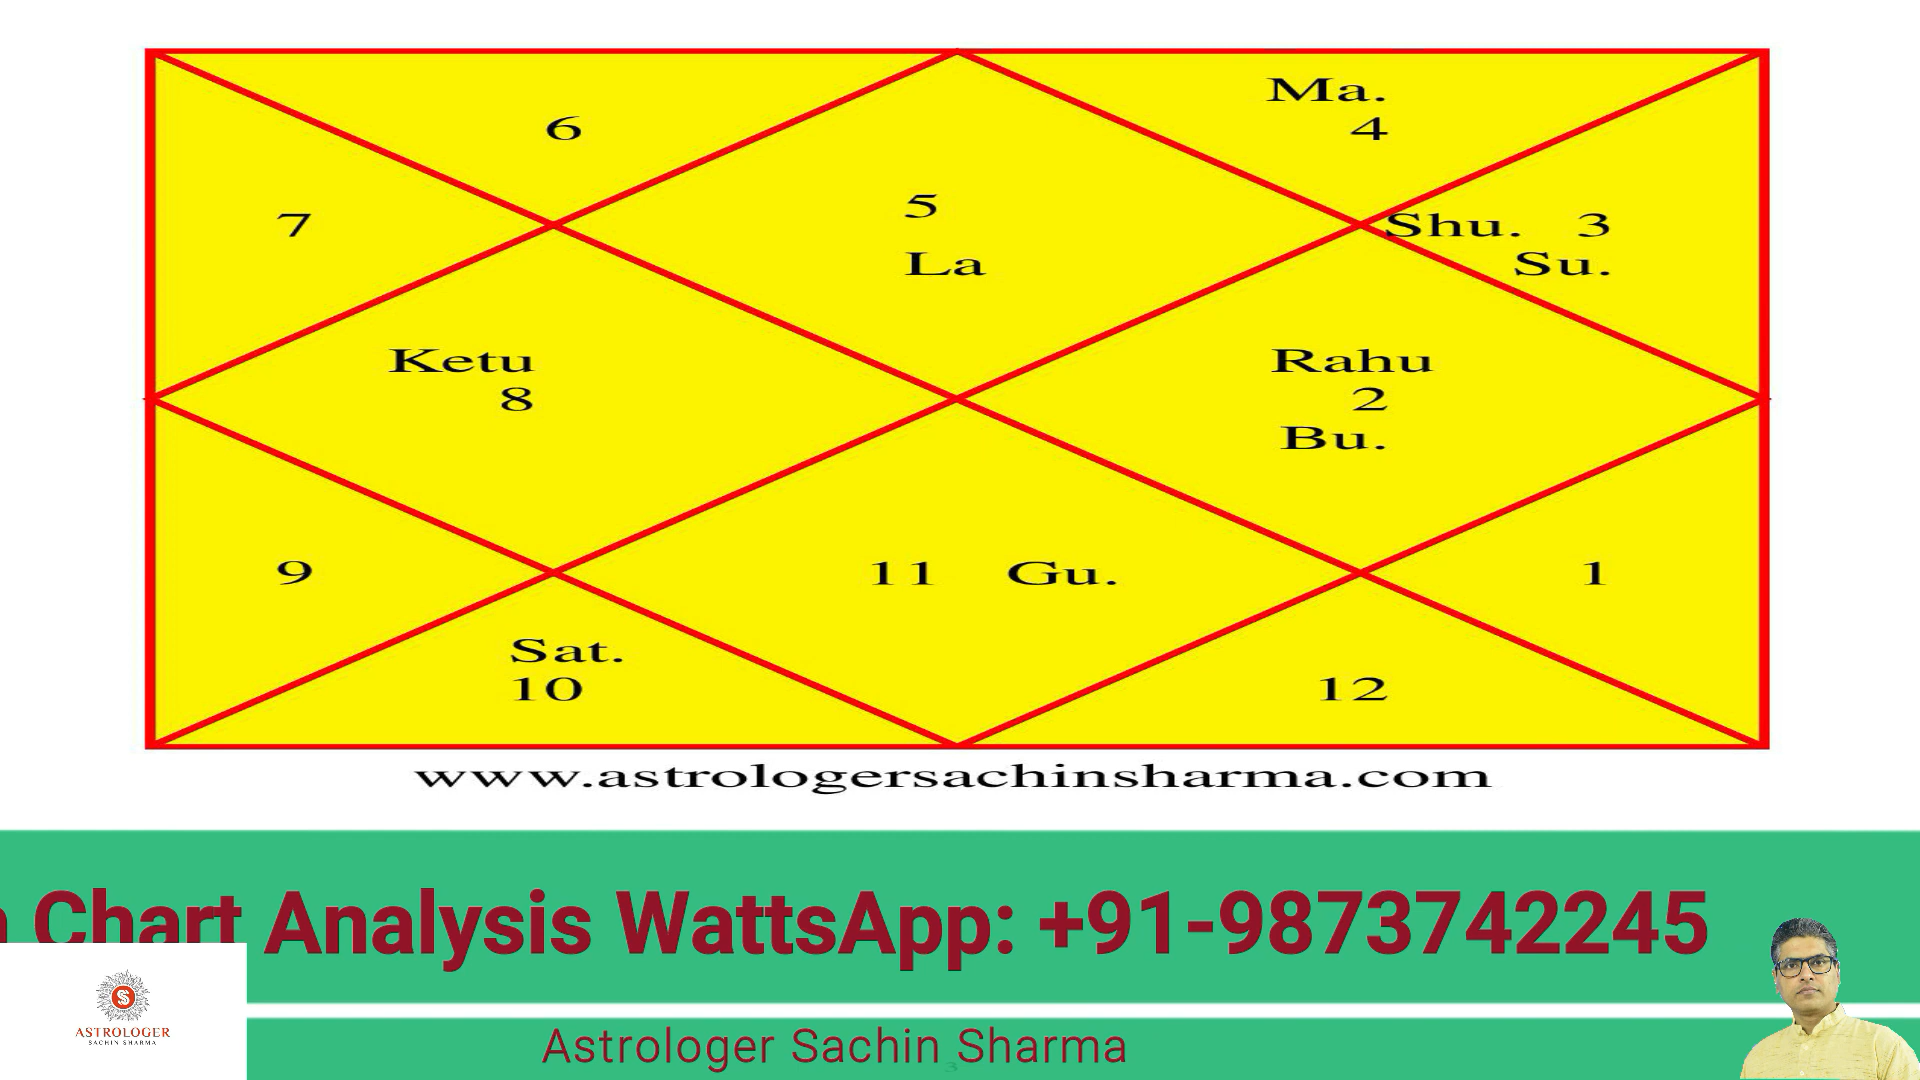 Ma.
6
4
5
7
Shu. 3
La
Su.
Ketu
Rahu
8
2
Bu.
9
11 Gu.
1
Sat.
10
12
www.astrologersachinsharma.com
Chart Analysis WattsApp: +91-9873742245
S
ASTROLOGER
SACHIN SHARMA
Astrologer Sachin Sharma
3